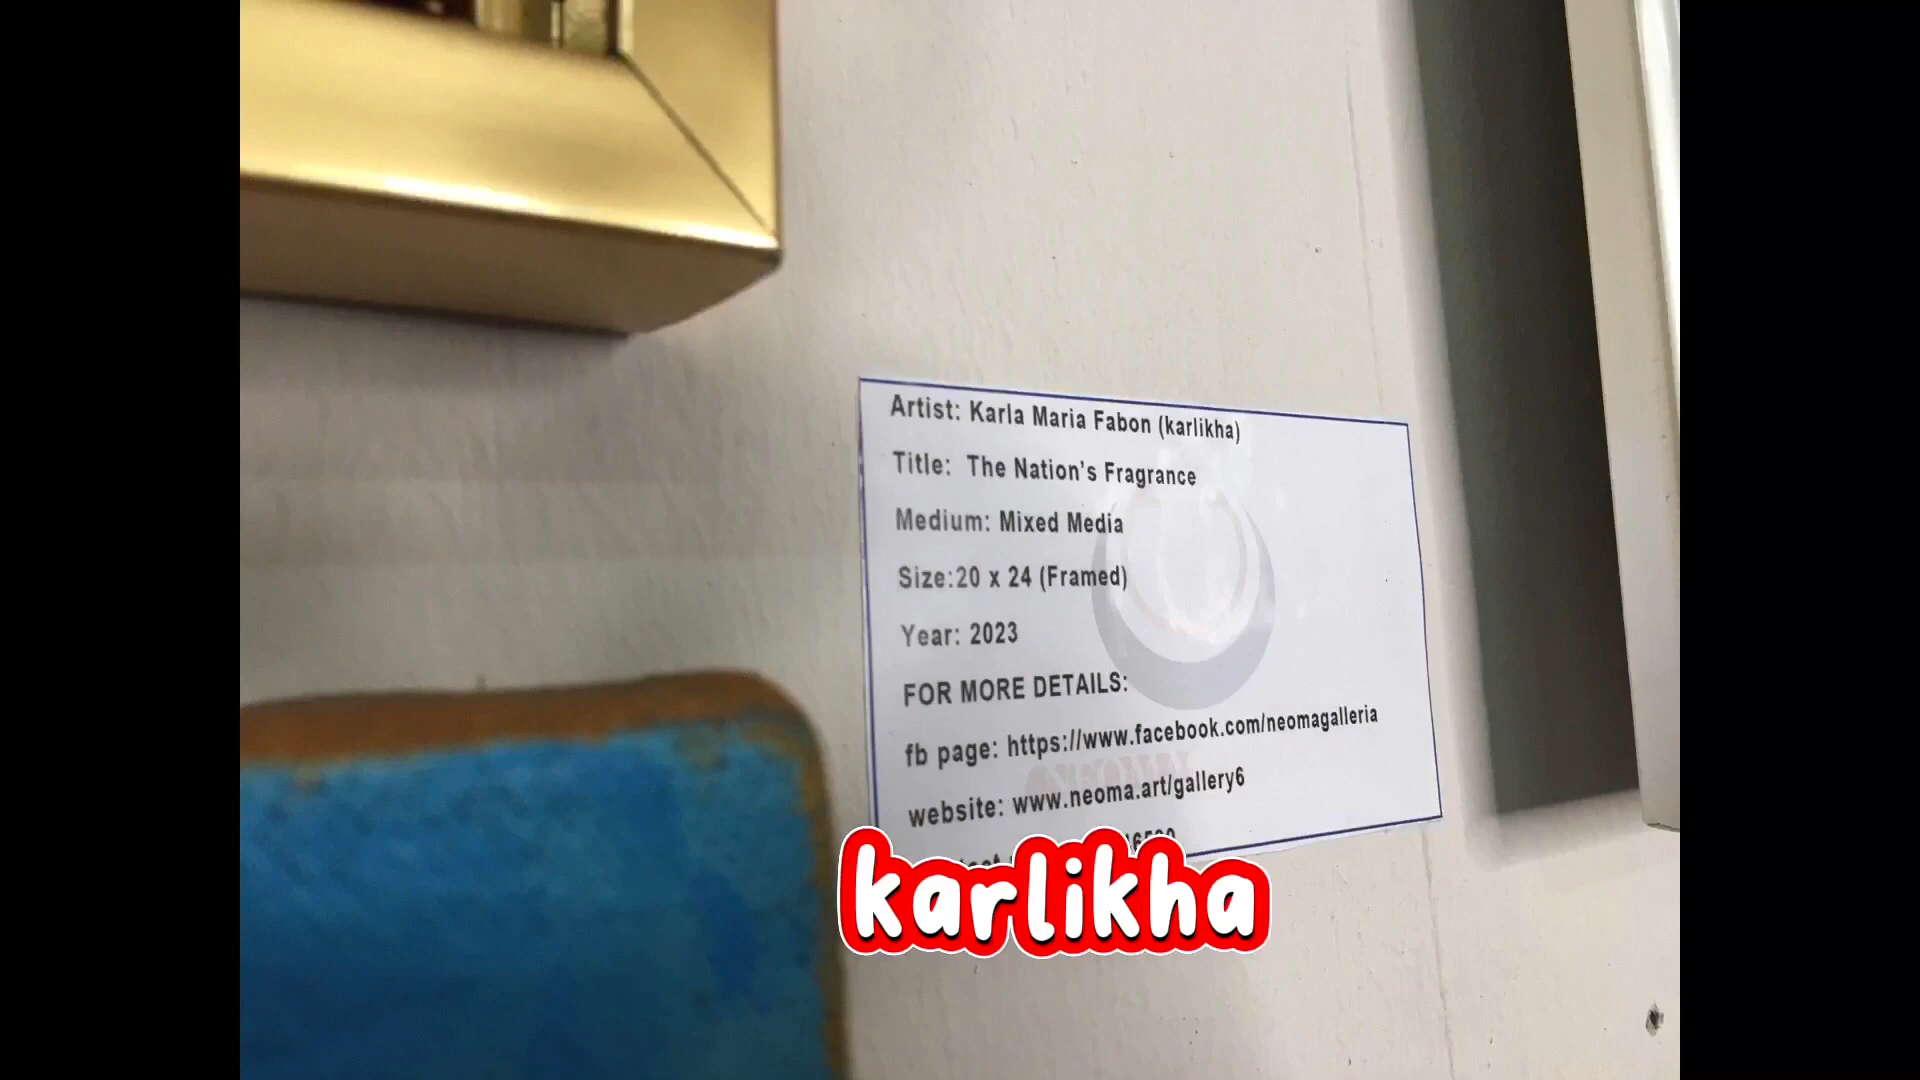 Artist: Karla Maria Fabon (karlikha)
Title: The Nation's Fragrance
Medium: Mixed Media
Size:20 x 24 (Framed)
Year: 2023
FOR MORE DETAILS:
fb page: https://www.facebook.com/neomagalleria
website: www.neoma.art/gallery6
karlikha